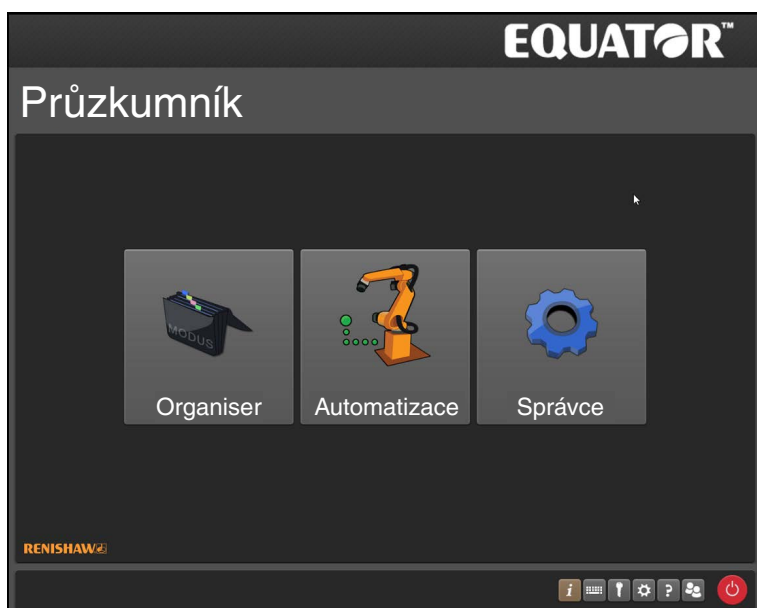 EQUATOR™
Průzkumník
MODUS
Organiser
Automatizace
Správce
RENISHAW
i
?